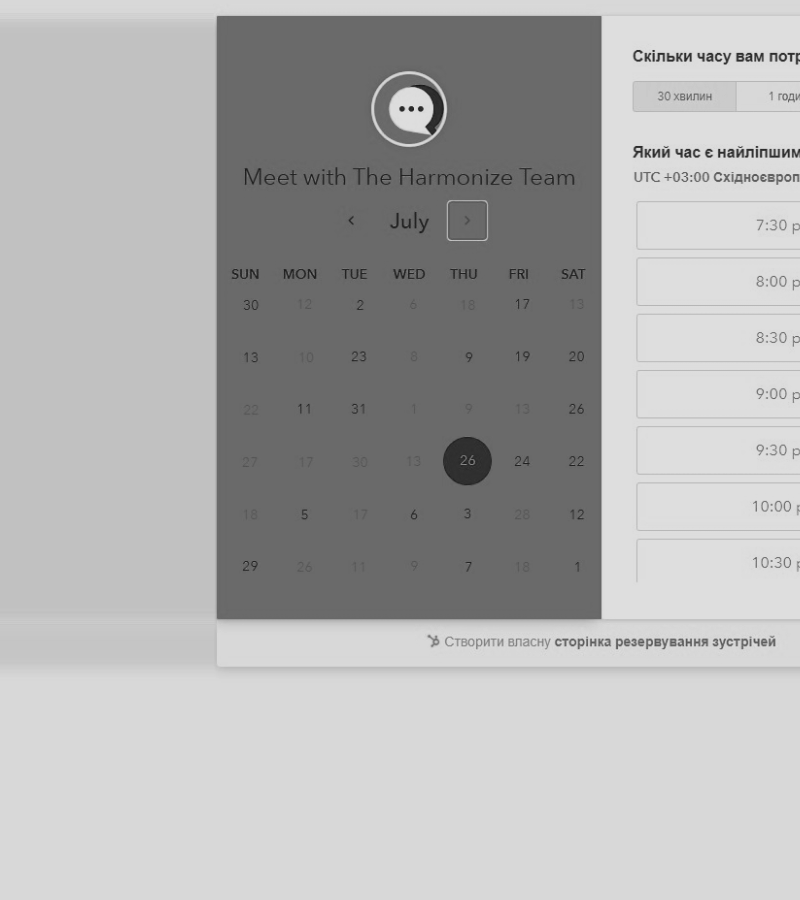 Meet with The Harmonize Team
July
SUN MON TUE WED THU FRI SAT
30 12 2 6 18 17 13
13 10 23 8 9 19 20
22 11 31 1 9 13 26
27 17 30 13 26 24 22
18 5 17 6 3 28 12
29 26 11 9 7 18 1
Скільки часу вам потр
30 хвилин 1 годи
Який час є найліпшим
UTC +03:00 Східноєвроп
7:30 p
8:00 p
8:30 p
9:00 p
9:30 p
10:00 p
10:30 p
Створити власну сторінка резервування зустрічей